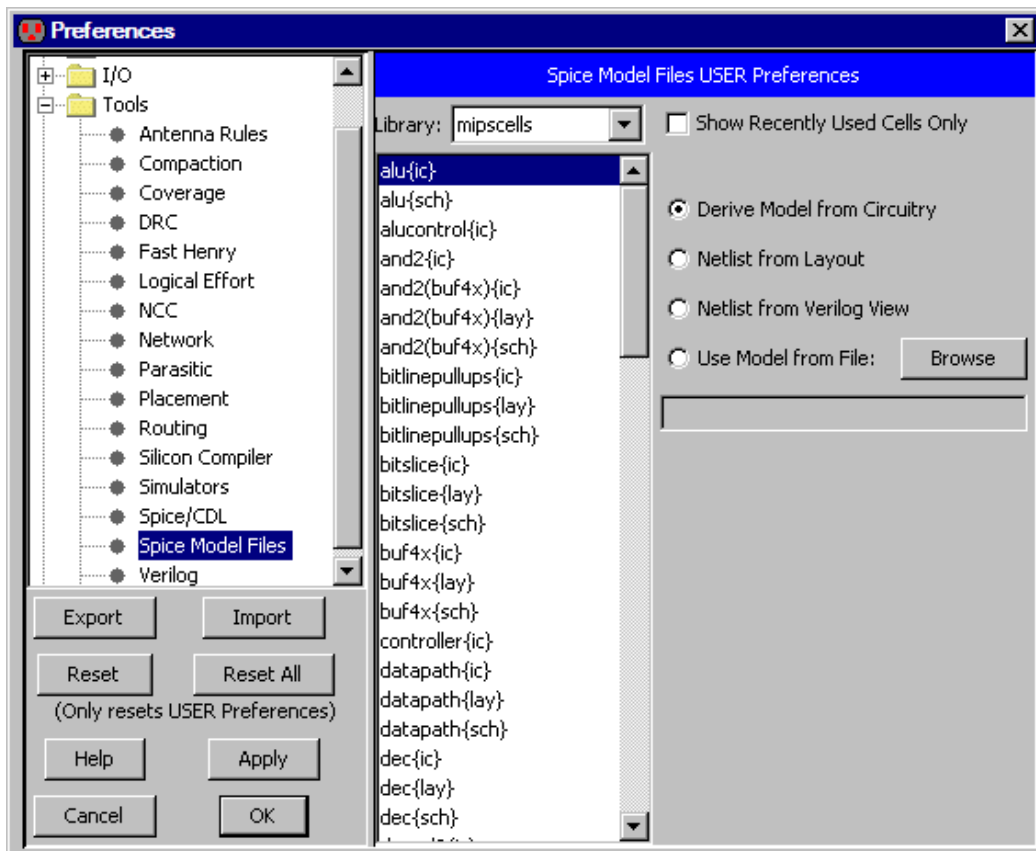 Preferences
I/O
Tools
Antenna Rules
Compaction
Coverage
DRC
Fast Henry
Logical Effort
NCC
Network
Parasitic
Placement
Routing
Silicon Compiler
Simulators
Spice/CDL
Spice Model Files
Verilog
Export Import
Reset Reset All
(Only resets USER Preferences)
Help Apply
Cancel OK
Spice Model Files USER Preferences
Library: mipscells
Show Recently Used Cells Only
alu{ic}
alu{sch}
alucontrol{ic}
and2{ic}
and2(buf4x){ic}
and2(buf4x){lay}
and2(buf4x){sch}
bitlinepullups{ic}
bitlinepullups{lay}
bitlinepullups{sch}
bitslice{ic}
bitslice{lay}
bitslice{sch}
buf4x{ic}
buf4x{lay}
buf4x{sch}
controller{ic}
datapath{ic}
datapath{lay}
datapath{sch}
dec{ic}
dec{lay}
dec{sch}
Derive Model from Circuitry
Netlist from Layout
Netlist from Verilog View
Use Model from File: Browse